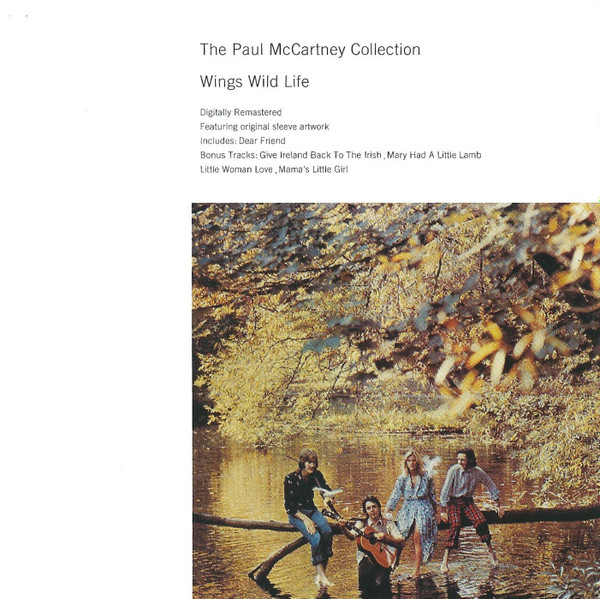 The Paul McCartney Collection
Wings Wild Life
Digitally Remastered
Featuring original sleeve artwork
Includes: Dear Friend
Bonus Tracks: Give Ireland Back To The Irish , Mary Had A Little Lamb
Little Woman Love , Mama's Little Girl